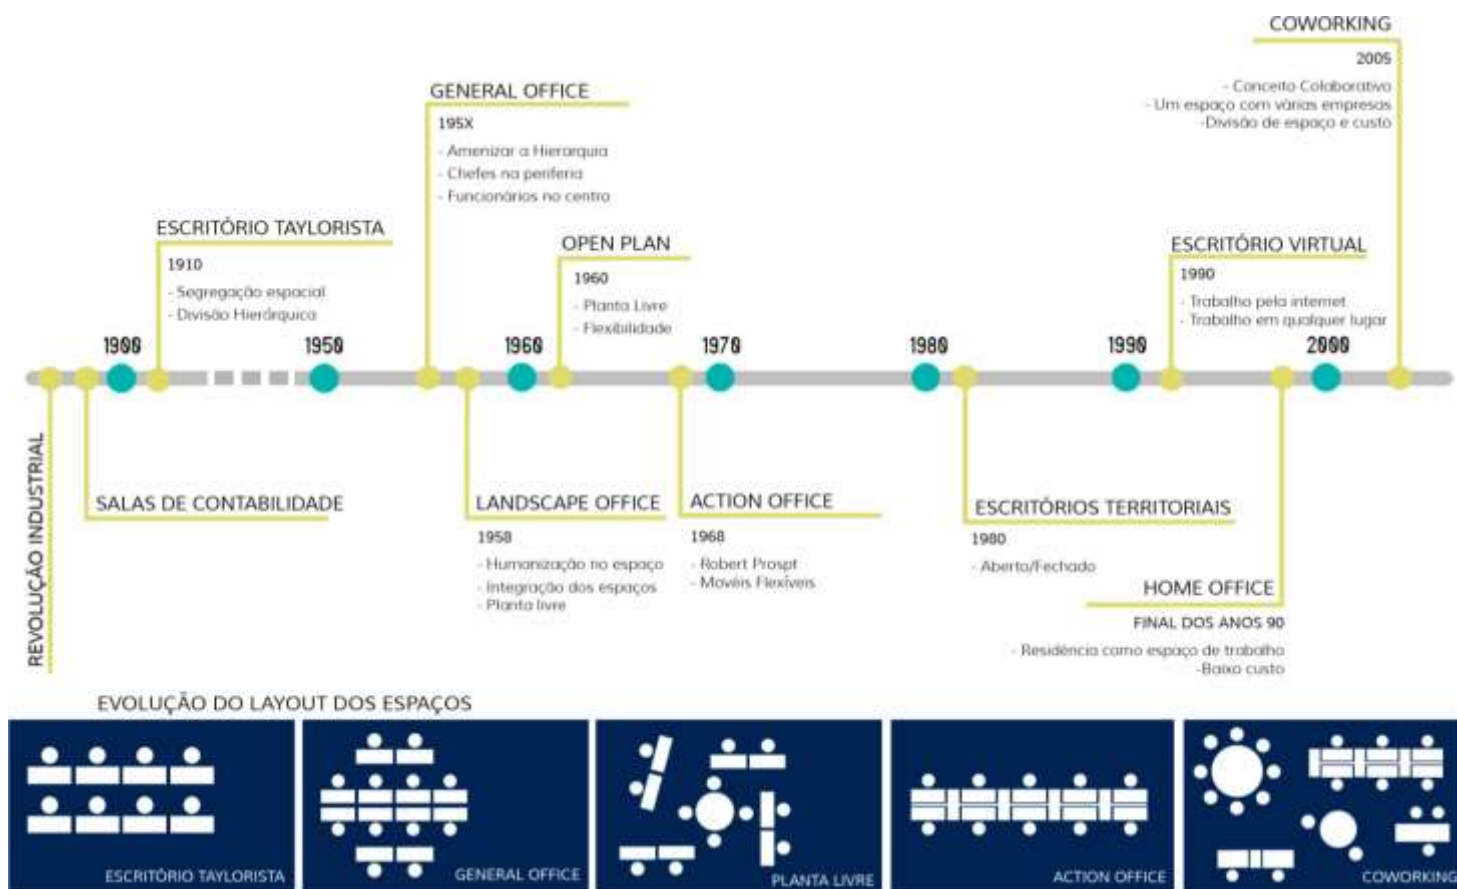 COWORKING
2005
- Conceito Colaborativo
- Um espaço com várias empresas
-Divisão de espaço e custo
GENERAL OFFICE
195X
- Amenizar a Hierarquia
- Chefes na periferia
- Funcionários no centro
ESCRITÓRIO TAYLORISTA
1910
- Segregação espacial
- Divisão Hierárquica
OPEN PLAN
1960
- Planta Livre
- Flexibilidade
ESCRITÓRIO VIRTUAL
1990
- Trabalho pela internet
- Trabalho em qualquer lugar
1900
1950
1960
1970
1980
1990
2000
REVOLUÇÃO INDUSTRIAL
SALAS DE CONTABILIDADE
LANDSCAPE OFFICE
1958
- Humanização no espaço
- Integração dos espaços
- Planta livre
ACTION OFFICE
1968
- Robert Prospt
- Movéis Flexíveis
ESCRITÓRIOS TERRITORIAIS
1980
- Aberto/Fechado
HOME OFFICE
FINAL DOS ANOS 90
- Residência como espaço de trabalho
-Baixo custo
EVOLUÇÃO DO LAYOUT DOS ESPAÇOS
ESCRITÓRIO TAYLORISTA
GENERAL OFFICE
PLANTA LIVRE
ACTION OFFICE
COWORKING